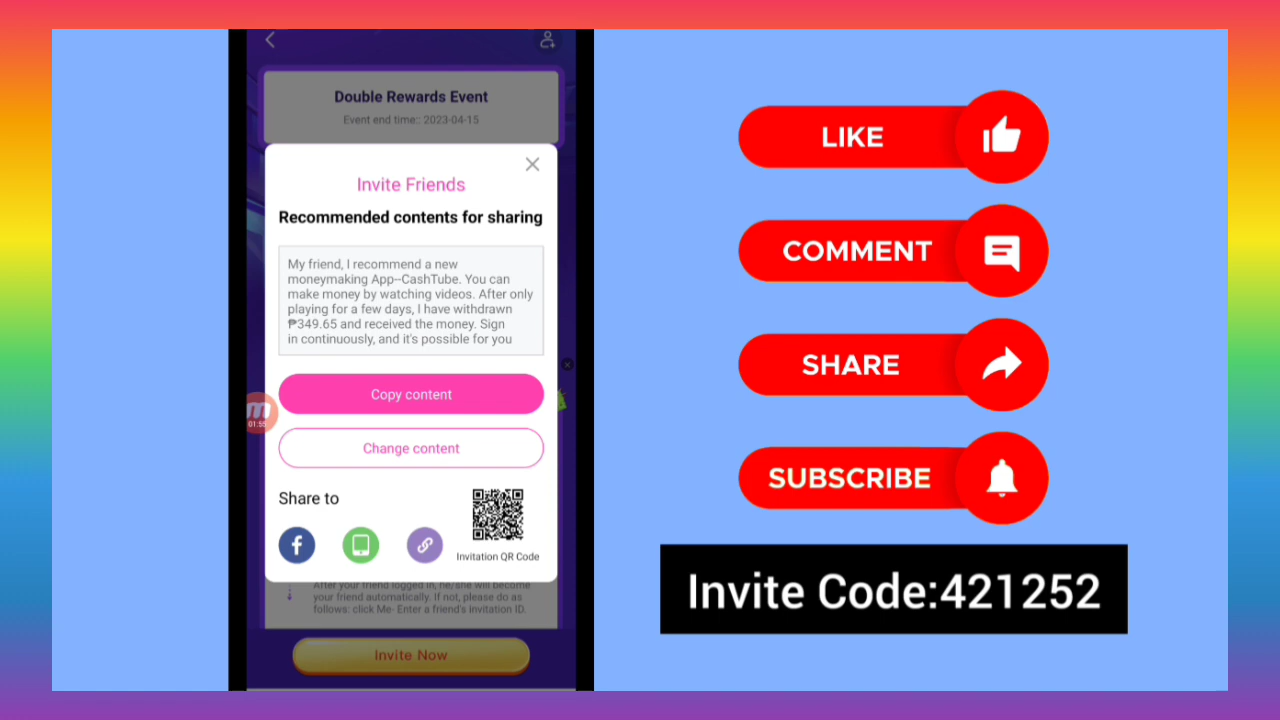 Double Rewards Event
Event end time:: 2023-04-15
Invite Friends
Recommended contents for sharing
My friend, I recommend a new
moneymaking App--CashTube. You can
make money by watching videos. After only
playing for a few days, I have withdrawn
₱349.65 and received the money. Sign
in continuously, and it's possible for you
Copy content
01:55
Change content
Share to
Invitation QR Code
After your friend logged in, he/she will become
your friend automatically. If not, please do as
follows: click Me- Enter a friend's Invitation ID.
Invite Now
LIKE
COMMENT
SHARE
SUBSCRIBE
Invite Code:421252